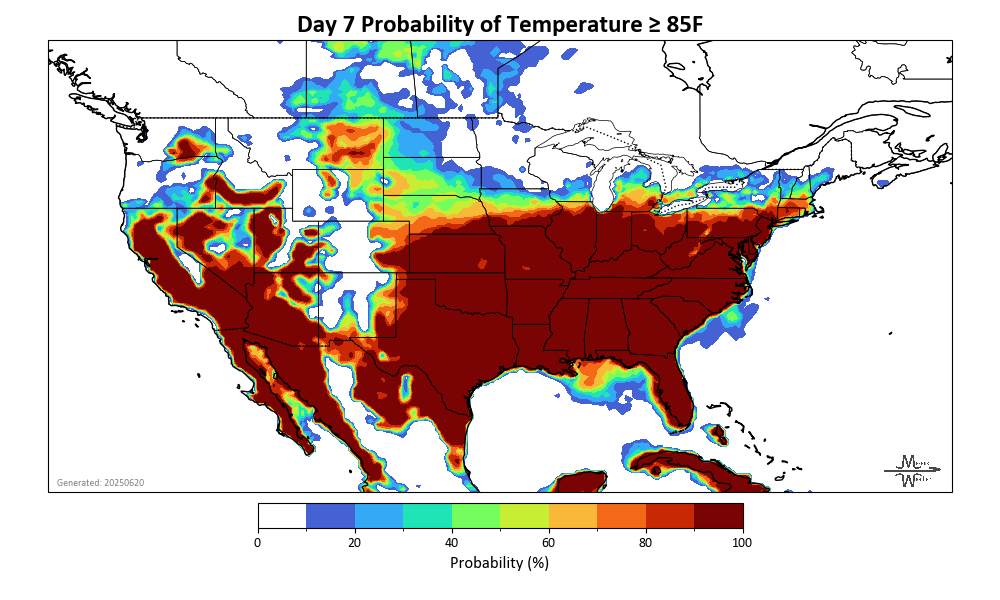 Day 7 Probability of Temperature ≥ 85F
Generated: 20250620
0 20 40 60 80 100
Probability (%)